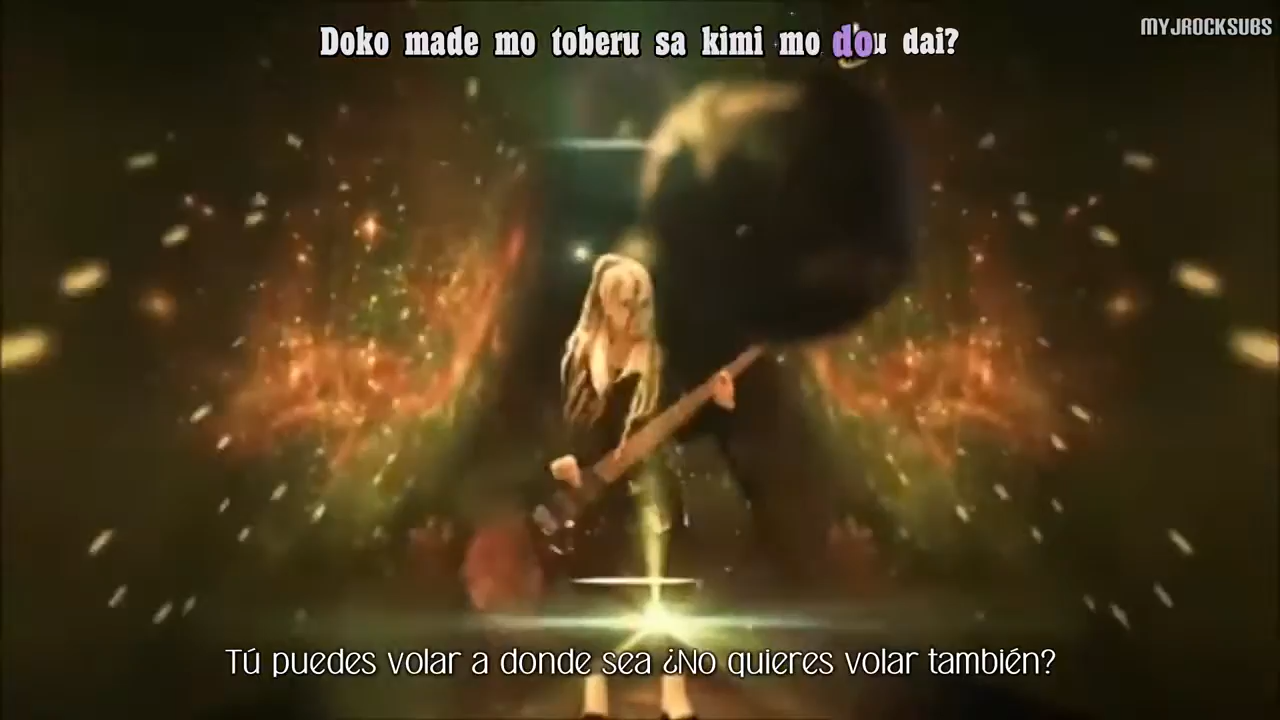 Doko made mo toberu sa kimi mo dou dai?
MYJROCKSUBS
Tú puedes volar a donde sea ¿No quieres volar también?